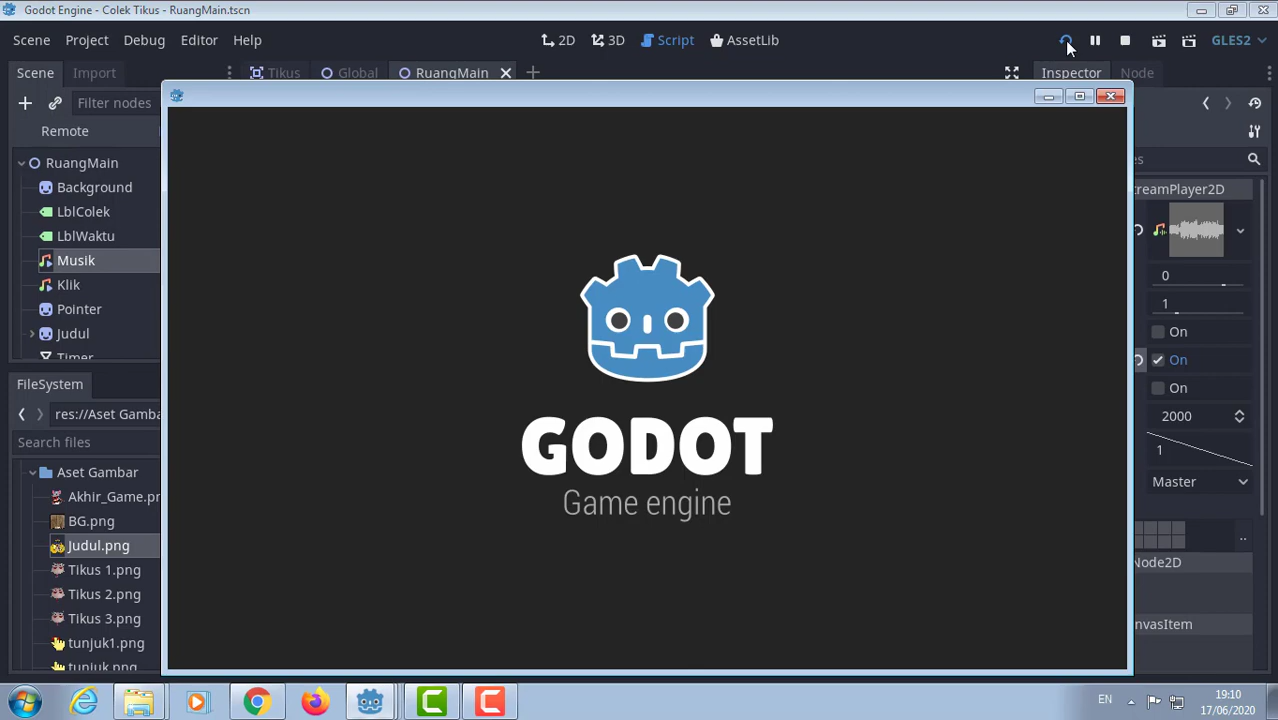 Godot Engine - Colek Tikus - RuangMain.tscn
Scene Project Debug Editor Help
2D 3D Script AssetLib
GLES2
Scene Import
Tikus Global RuangMain
Inspector Node
Filter nodes
Remote
RuangMain
Background
LblColek
LblWaktu
Musik
Klik
Pointer
Judul
Timer
FileSystem
res://Aset Gamba
Search files
Aset Gambar
Akhir_Game.pn
BG.png
Judul.png
Tikus 1.png
Tikus 2.png
Tikus 3.png
tunjuk1.png
tunjuk.png
GODOT
Game engine
es
treamPlayer2D
0
1
On
On
On
2000
1
Master
..
Node2D
nvasItem
EN
19:10
17/06/2020